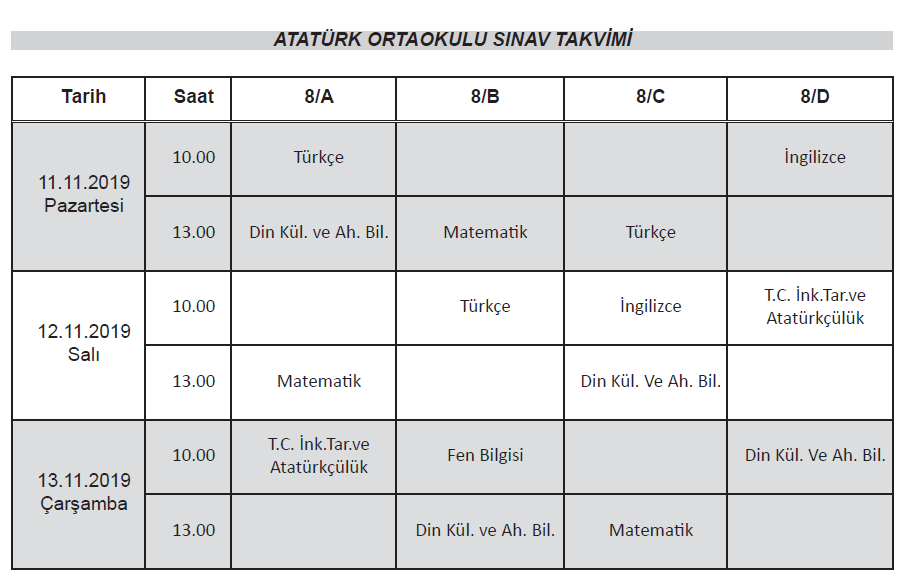 ATATÜRK ORTAOKULU SINAV TAKVİMİ
Tarih Saat 8/A 8/B 8/C 8/D
11.11.2019
Pazartesi
10.00 Türkçe İngilizce
13.00 Din Kül. ve Ah. Bil. Matematik Türkçe
12.11.2019
Salı
10.00 Türkçe İngilizce T.C. İnk.Tar.ve
Atatürkçülük
13.00 Matematik Din Kül. Ve Ah. Bil.
13.11.2019
Çarşamba
10.00 T.C. İnk.Tar.ve
Atatürkçülük
Fen Bilgisi Din Kül. Ve Ah. Bil.
13.00 Din Kül. ve Ah. Bil. Matematik